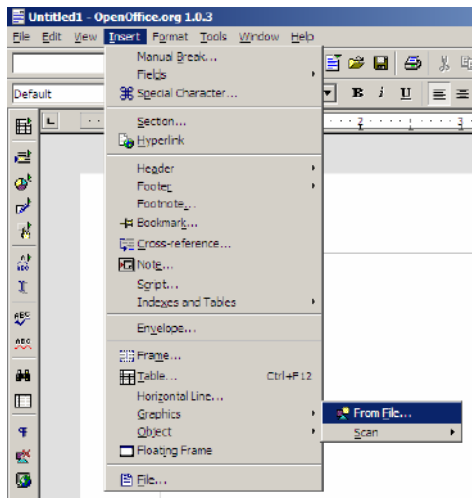 Untitled1 - OpenOffice.org 1.0.3
File Edit View Insert Format Tools Window Help
Manual Break...
Fields
Default
Special Character...
B i U
Section...
Hyperlink
Header
Footer
Footnote...
Bookmark...
Cross-reference...
Note...
Script...
Indexes and Tables
Envelope...
Frame...
Table... Ctrl+F12
Horizontal Line...
Graphics
From File...
Object
Scan
Floating Frame
File...